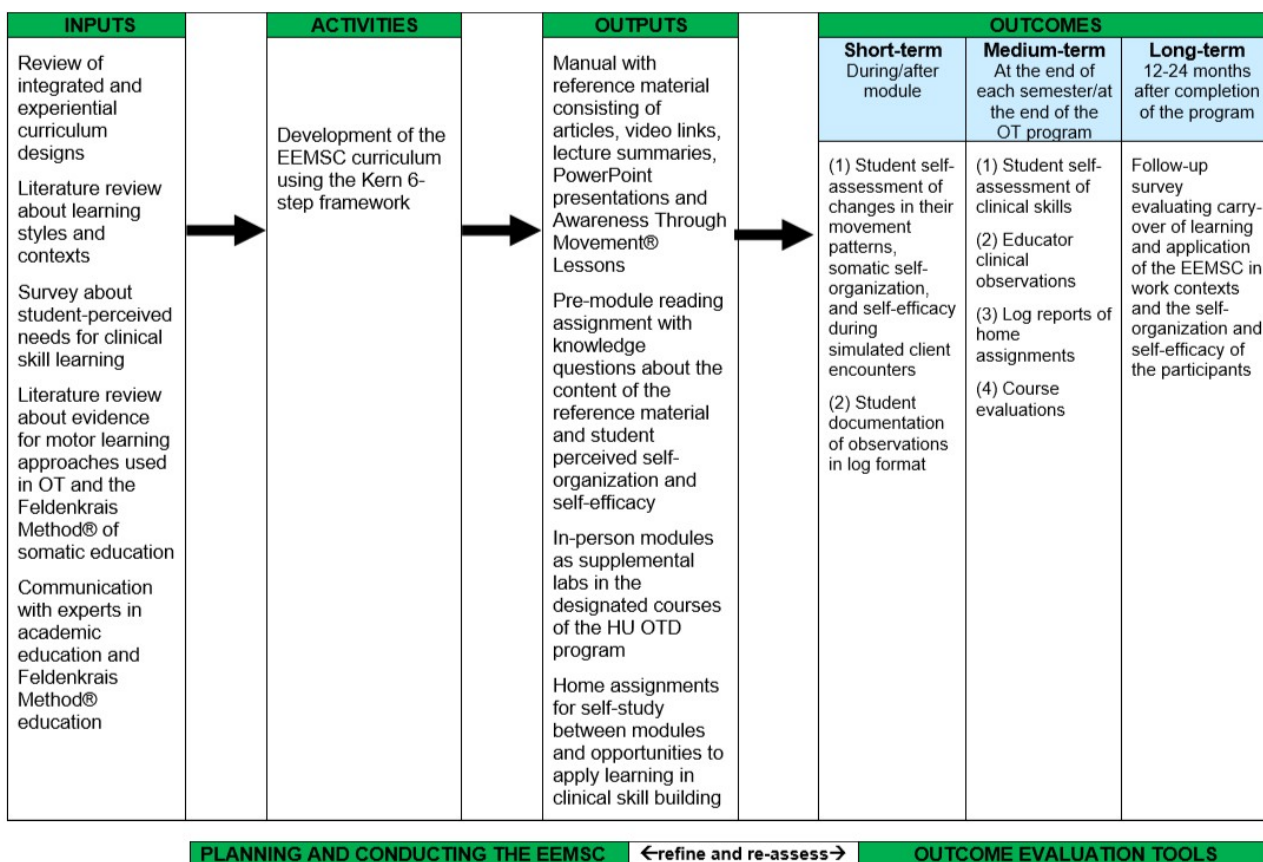 INPUTS
Review of
integrated and
experiential
curriculum
designs
Literature review
about learning
styles and
contexts
Survey about
student-perceived
needs for clinical
skill learning
Literature review
about evidence
for motor learning
approaches used
in OT and the
Feldenkrais
Method® of
somatic education
Communication
with experts in
academic
education and
Feldenkrais
Method®
education
ACTIVITIES
Development of the
EEMSC curriculum
using the Kern 6-
step framework
OUTPUTS
Manual with
reference material
consisting of
articles, video links,
lecture summaries,
PowerPoint
presentations and
Awareness Through
Movement®
Lessons
Pre-module reading
assignment with
knowledge
questions about the
content of the
reference material
and student
perceived self-
organization and
self-efficacy
In-person modules
as supplemental
labs in the
designated courses
of the HU OTD
program
Home assignments
for self-study
between modules
and opportunities to
apply learning in
clinical skill building
OUTCOMES
Short-term
During/after
module
(1) Student self-
assessment of
changes in their
movement
patterns,
somatic self-
organization,
and self-efficacy
during
simulated client
encounters
(2) Student
documentation
of observations
in log format
Medium-term
At the end of
each semester/at
the end of the
OT program
(1) Student self-
assessment of
clinical skills
(2) Educator
clinical
observations
(3) Log reports of
home
assignments
(4) Course
evaluations
Long-term
12-24 months
after completion
of the program
Follow-up
survey
evaluating carry-
over of learning
and application
of the EEMSC in
work contexts
and the self-
organization and
self-efficacy of
the participants
PLANNING AND CONDUCTING THE EEMSC
←refine and re-assess→
OUTCOME EVALUATION TOOLS